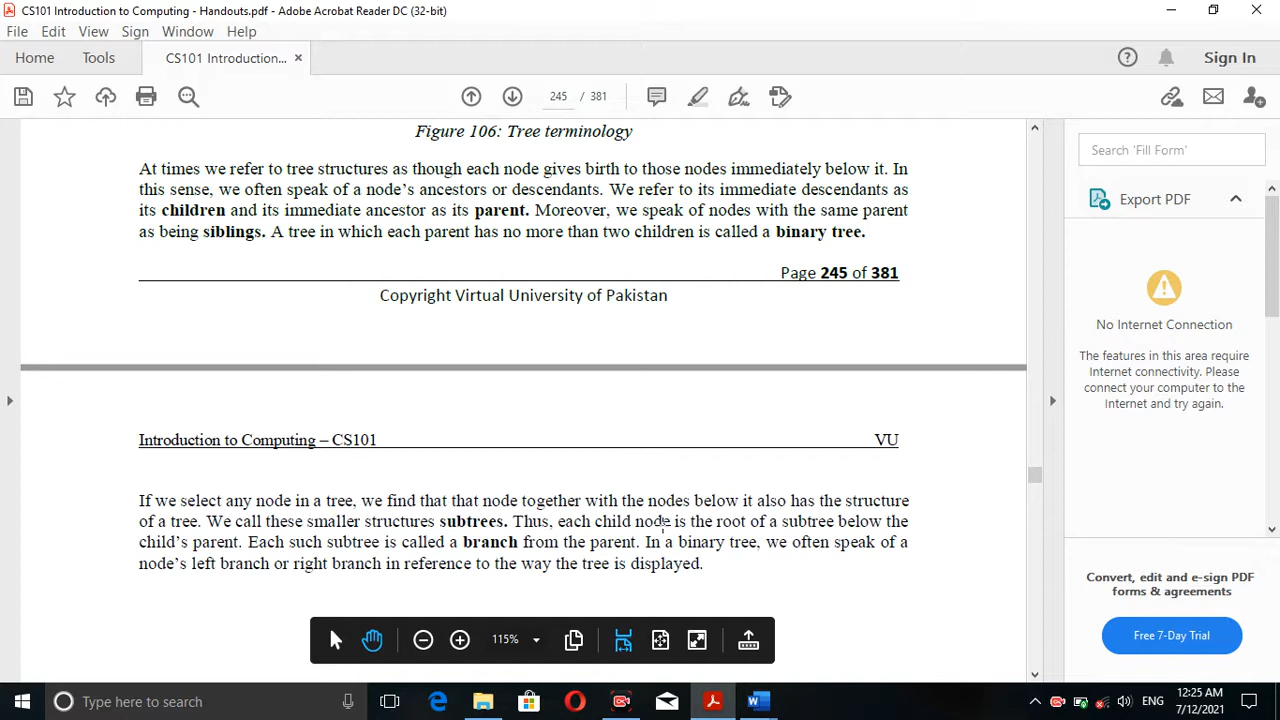 CS101 Introduction to Computing - Handouts.pdf - Adobe Acrobat Reader DC (32-bit)
File Edit View Sign Window Help
Home Tools CS101 Introduction... × Sign In
245 / 381
Figure 106: Tree terminology
At times we refer to tree structures as though each node gives birth to those nodes immediately below it. In
this sense, we often speak of a node's ancestors or descendants. We refer to its immediate descendants as
its children and its immediate ancestor as its parent. Moreover, we speak of nodes with the same parent
as being siblings. A tree in which each parent has no more than two children is called a binary tree.
Page 245 of 381
Copyright Virtual University of Pakistan
Introduction to Computing – CS101 VU
If we select any node in a tree, we find that that node together with the nodes below it also has the structure
of a tree. We call these smaller structures subtrees. Thus, each child node is the root of a subtree below the
child's parent. Each such subtree is called a branch from the parent. In a binary tree, we often speak of a
node's left branch or right branch in reference to the way the tree is displayed.
115%
Search 'Fill Form'
Export PDF
No Internet Connection
The features in this area require
Internet connectivity. Please
connect your computer to the
Internet and try again.
Convert, edit and e-sign PDF
forms & agreements
Free 7-Day Trial
Type here to search
ENG
12:25 AM
7/12/2021